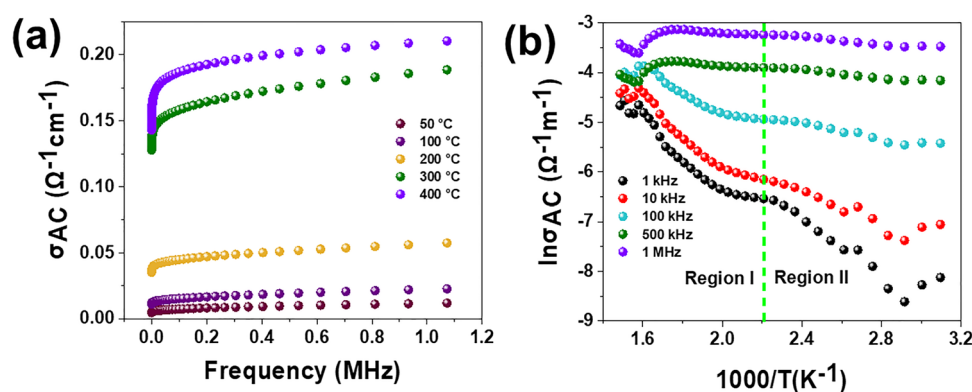 (a)
σAC (Ω⁻¹cm⁻¹)
0.20
0.15
0.10
0.05
0.00
50 °C
100 °C
200 °C
300 °C
400 °C
0.0 0.2 0.4 0.6 0.8 1.0 1.2
Frequency (MHz)
(b)
lnσAC (Ω⁻¹m⁻¹)
-3
-4
-5
-6
-7
-8
-9
1 kHz
10 kHz
100 kHz
500 kHz
1 MHz
Region I
Region II
1.6 2.0 2.4 2.8 3.2
1000/T(K⁻¹)